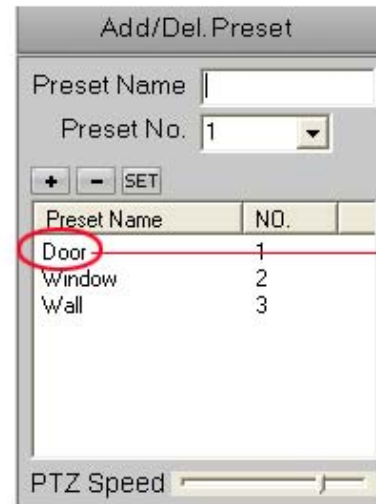 Add/Del.Preset
Preset Name
Preset No. 1
+ - SET
Preset Name NO.
Door 1
Window 2
Wall 3
PTZ Speed